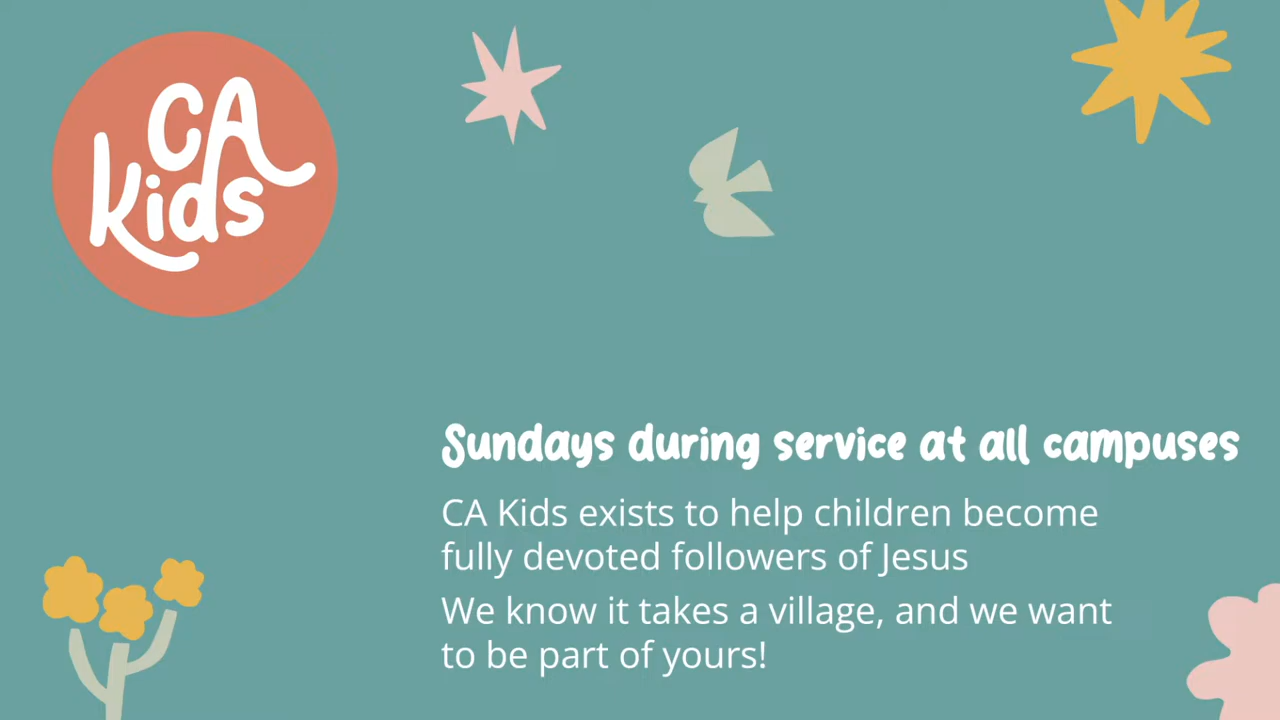 CA
Kids
Sundays during service at all campuses
CA Kids exists to help children become
fully devoted followers of Jesus
We know it takes a village, and we want
to be part of yours!